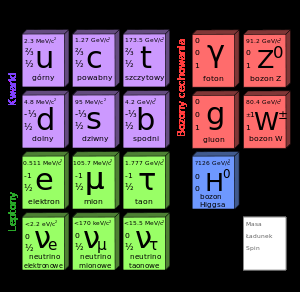 Kwarki
2.3 MeV/c²
⅔
½
u
górny
1.27 GeV/c²
⅔
½
c
powabny
173.5 GeV/c²
⅔
½
t
szczytowy
4.8 MeV/c²
-⅓
½
d
dolny
95 MeV/c²
-⅓
½
s
dziwny
4.2 GeV/c²
-⅓
½
b
spodni
Leptony
0.511 MeV/c²
-1
½
e
elektron
105.7 MeV/c²
-1
½
μ
mion
1.777 GeV/c²
-1
½
τ
taon
<2.2 eV/c²
0
½
νe
neutrino
elektronowe
<170 keV/c²
0
½
νμ
neutrino
mionowe
<15.5 MeV/c²
0
½
ντ
neutrino
taonowe
Bozony cechowania
0
0
1
γ
foton
91.2 GeV/c²
0
1
Z⁰
bozon Z
0
0
1
g
gluon
80.4 GeV/c²
±1
1
W±
bozon W
?126 GeV/c²
0
0
H⁰
bozon
Higgsa
Masa
Ładunek
Spin